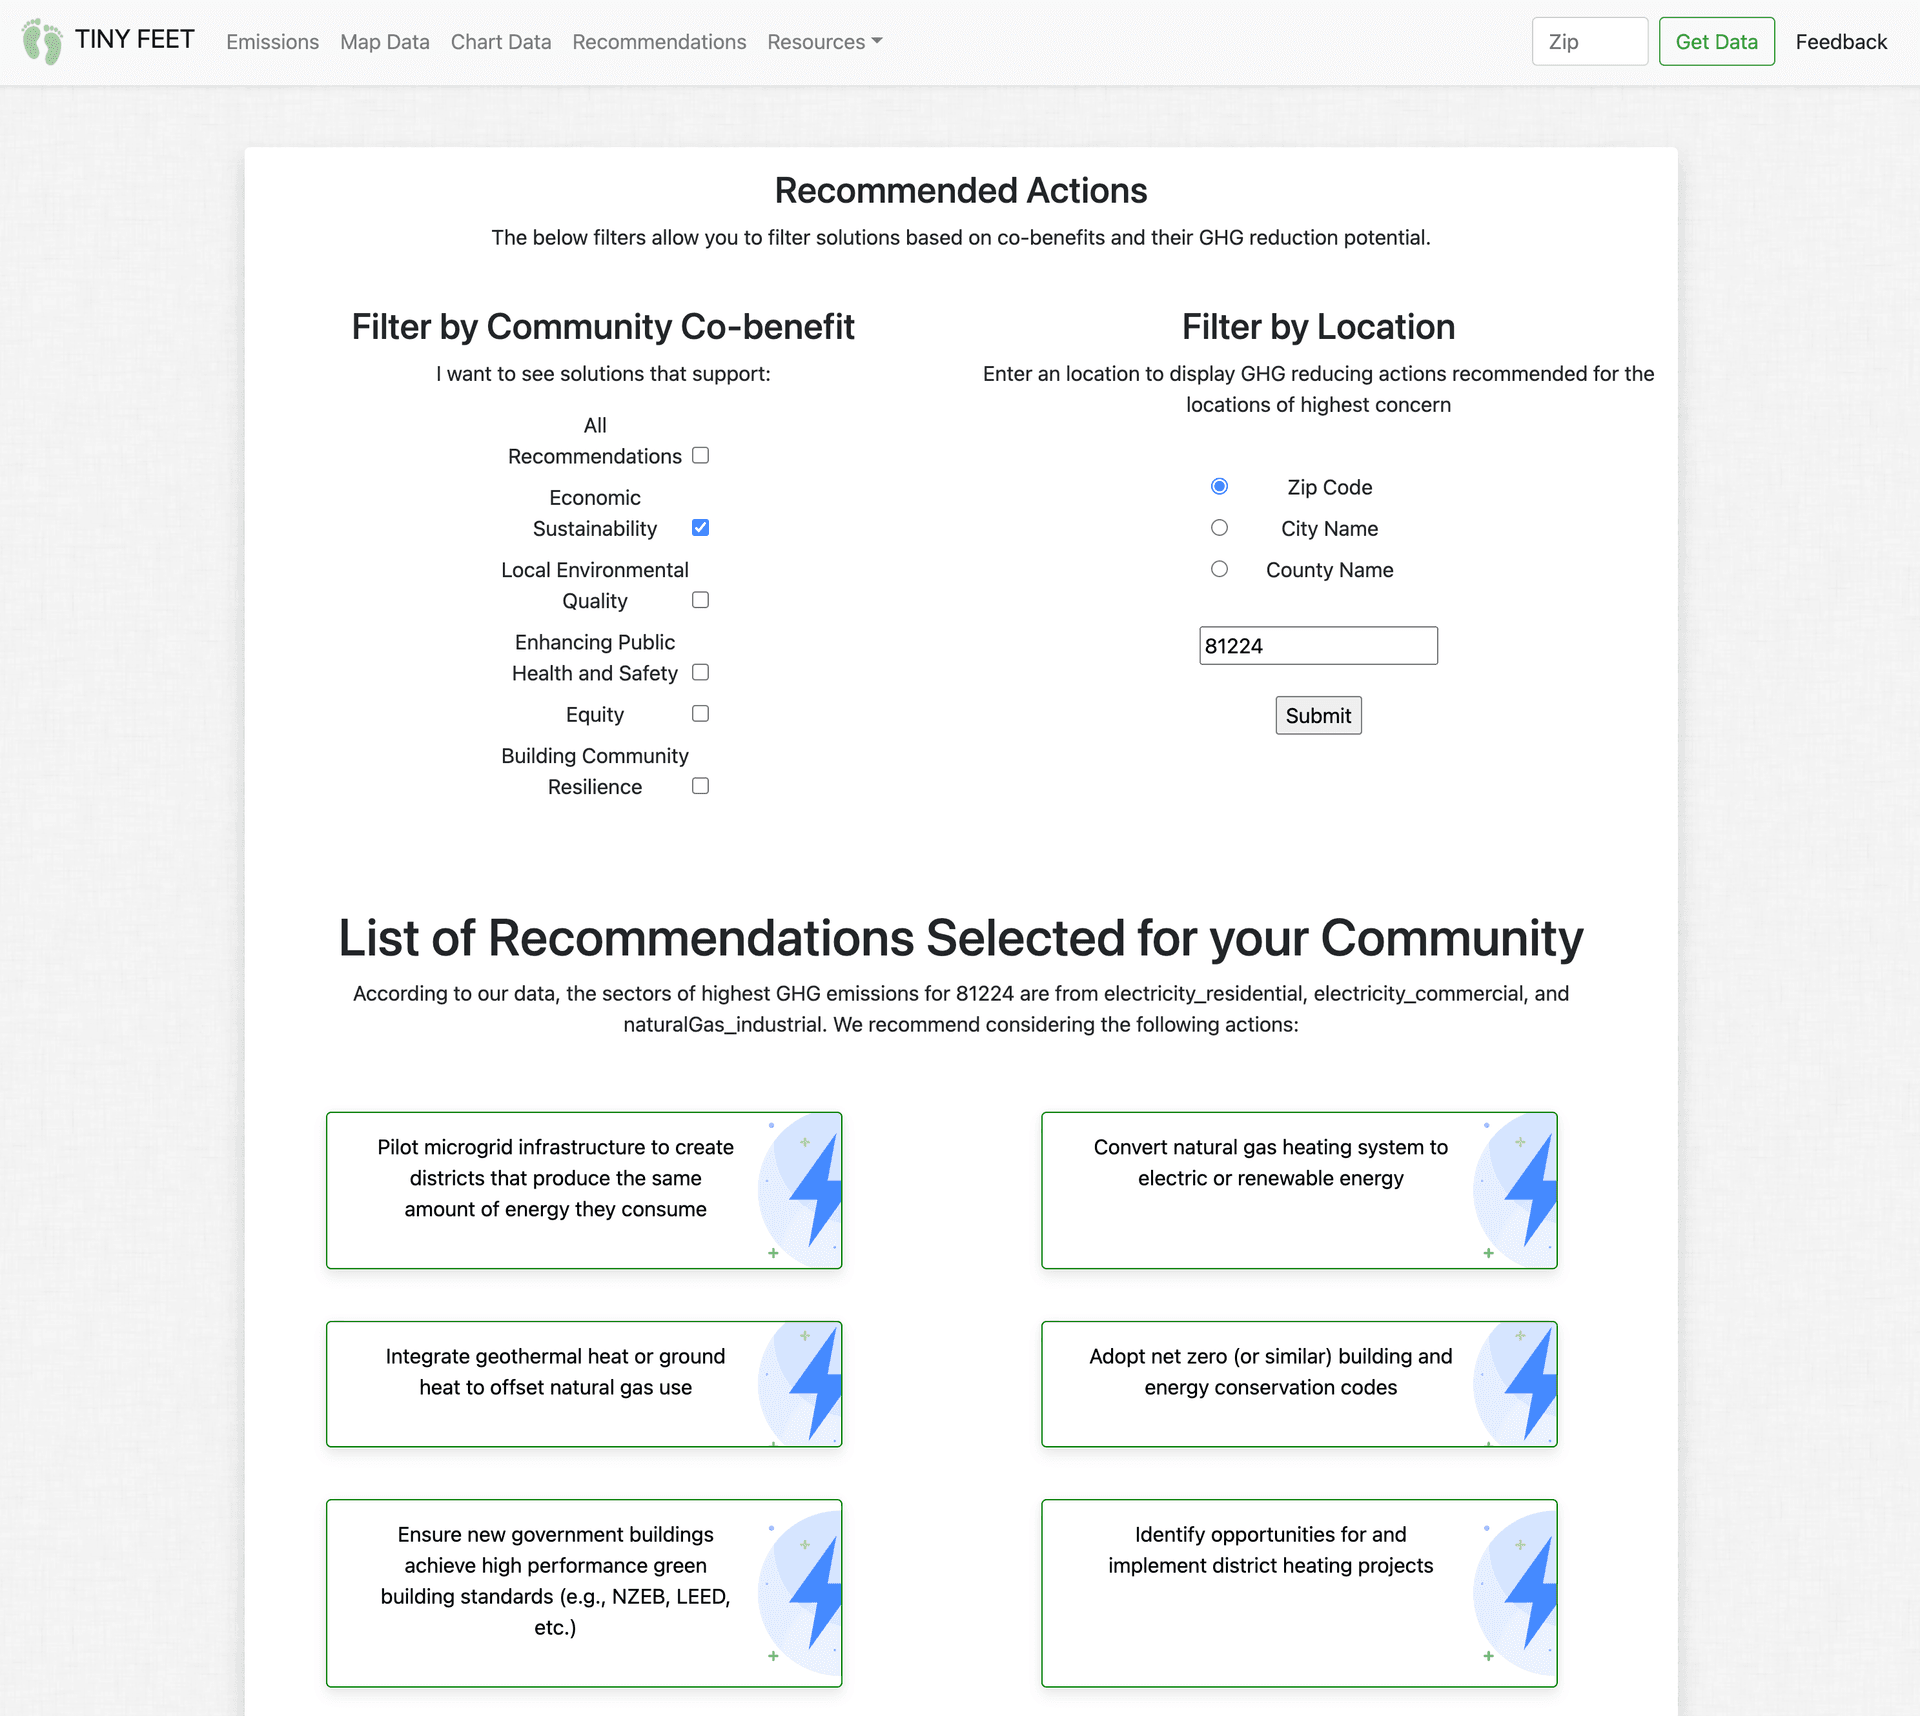 TINY FEET
Emissions
Map Data
Chart Data
Recommendations
Resources
Zip
Get Data
Feedback
Recommended Actions
The below filters allow you to filter solutions based on co-benefits and their GHG reduction potential.
Filter by Community Co-benefit
I want to see solutions that support:
All
Recommendations
Economic
Sustainability
Local Environmental
Quality
Enhancing Public
Health and Safety
Equity
Building Community
Resilience
Filter by Location
Enter an location to display GHG reducing actions recommended for the
locations of highest concern
Zip Code
City Name
County Name
81224
Submit
List of Recommendations Selected for your Community
According to our data, the sectors of highest GHG emissions for 81224 are from electricity_residential, electricity_commercial, and
naturalGas_industrial. We recommend considering the following actions:
Pilot microgrid infrastructure to create
districts that produce the same
amount of energy they consume
Convert natural gas heating system to
electric or renewable energy
Integrate geothermal heat or ground
heat to offset natural gas use
Adopt net zero (or similar) building and
energy conservation codes
Ensure new government buildings
achieve high performance green
building standards (e.g., NZEB, LEED,
etc.)
Identify opportunities for and
implement district heating projects